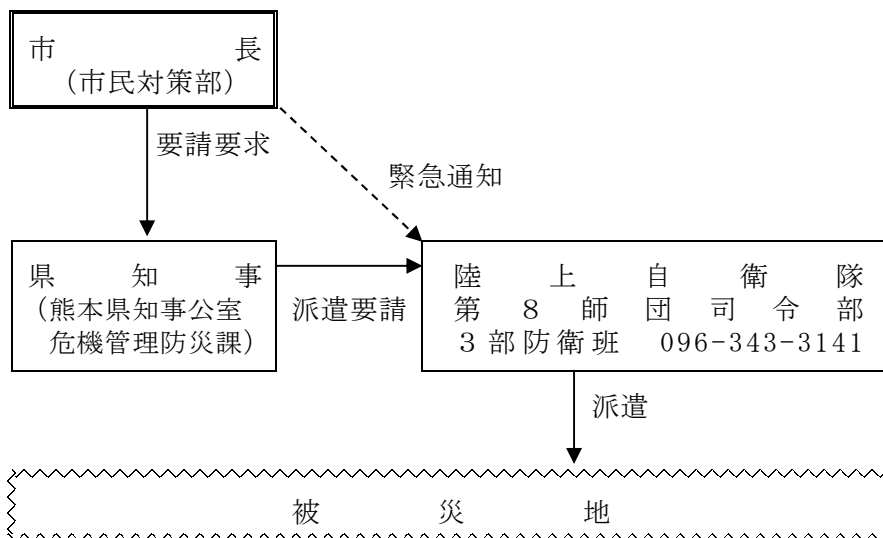 市長
（市民対策部）
要請要求
緊急通知
県知事
（熊本県知事公室
危機管理防災課）
派遣要請
陸上自衛隊
第８師団司令部
３部防衛班 096-343-3141
派遣
被災地